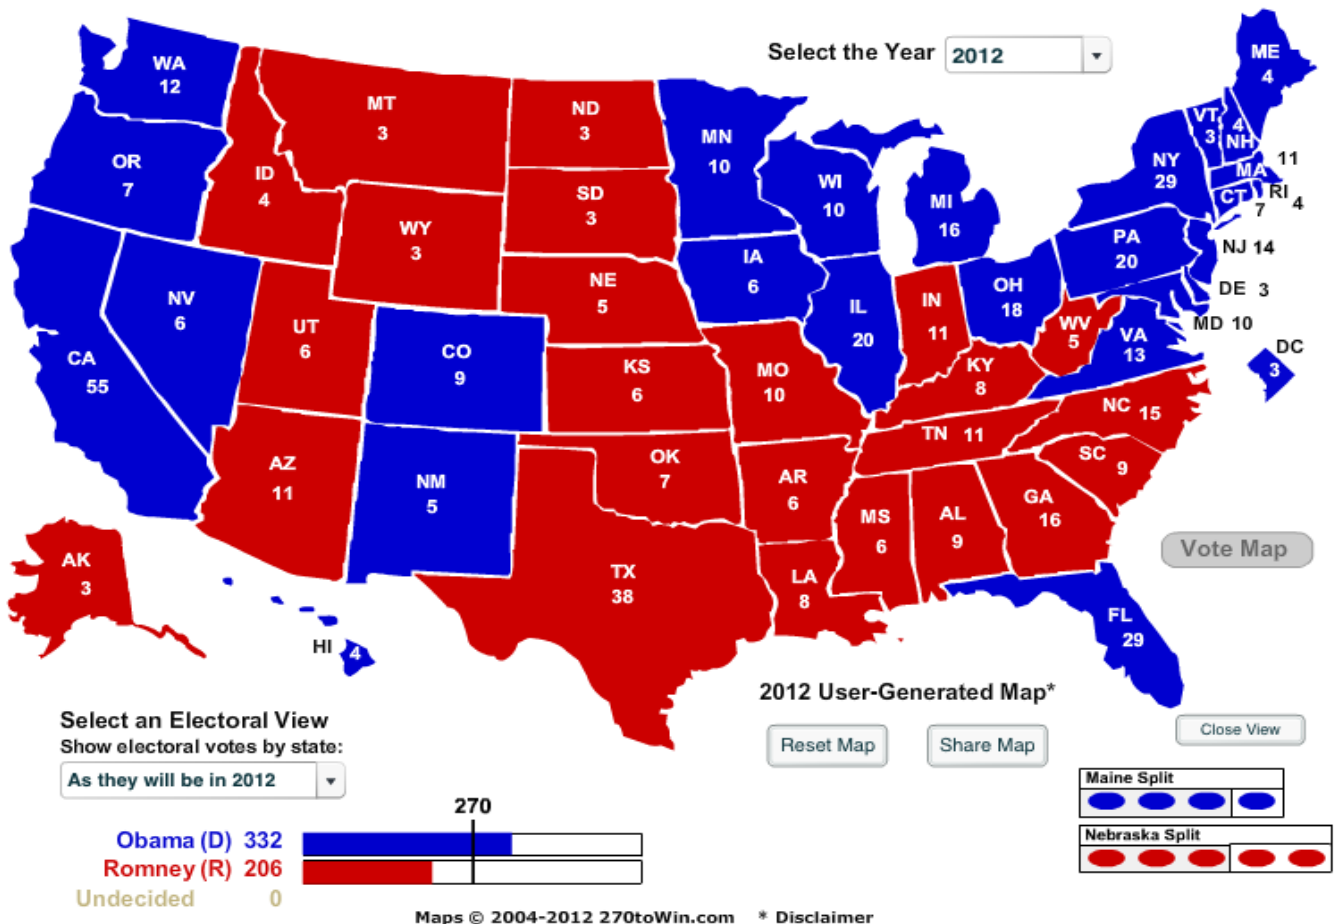 Select the Year 2012
WA
12
OR
7
CA
55
NV
6
ID
4
MT
3
WY
3
UT
6
AZ
11
CO
9
NM
5
ND
3
SD
3
NE
5
KS
6
OK
7
TX
38
MN
10
IA
6
MO
10
AR
6
LA
8
WI
10
IL
20
MI
16
IN
11
OH
18
KY
8
TN 11
MS
6
AL
9
GA
16
FL
29
SC 9
NC 15
VA
13
WV
5
PA
20
NY
29
VT
3
4
NH
ME
4
11
MA
RI 4
CT
7
NJ 14
DE 3
MD 10
DC
3
AK
3
HI 4
Vote Map
2012 User-Generated Map*
Reset Map
Share Map
Close View
Select an Electoral View
Show electoral votes by state:
As they will be in 2012
270
Obama (D) 332
Romney (R) 206
Undecided 0
Maine Split
Nebraska Split
Maps © 2004-2012 270toWin.com * Disclaimer